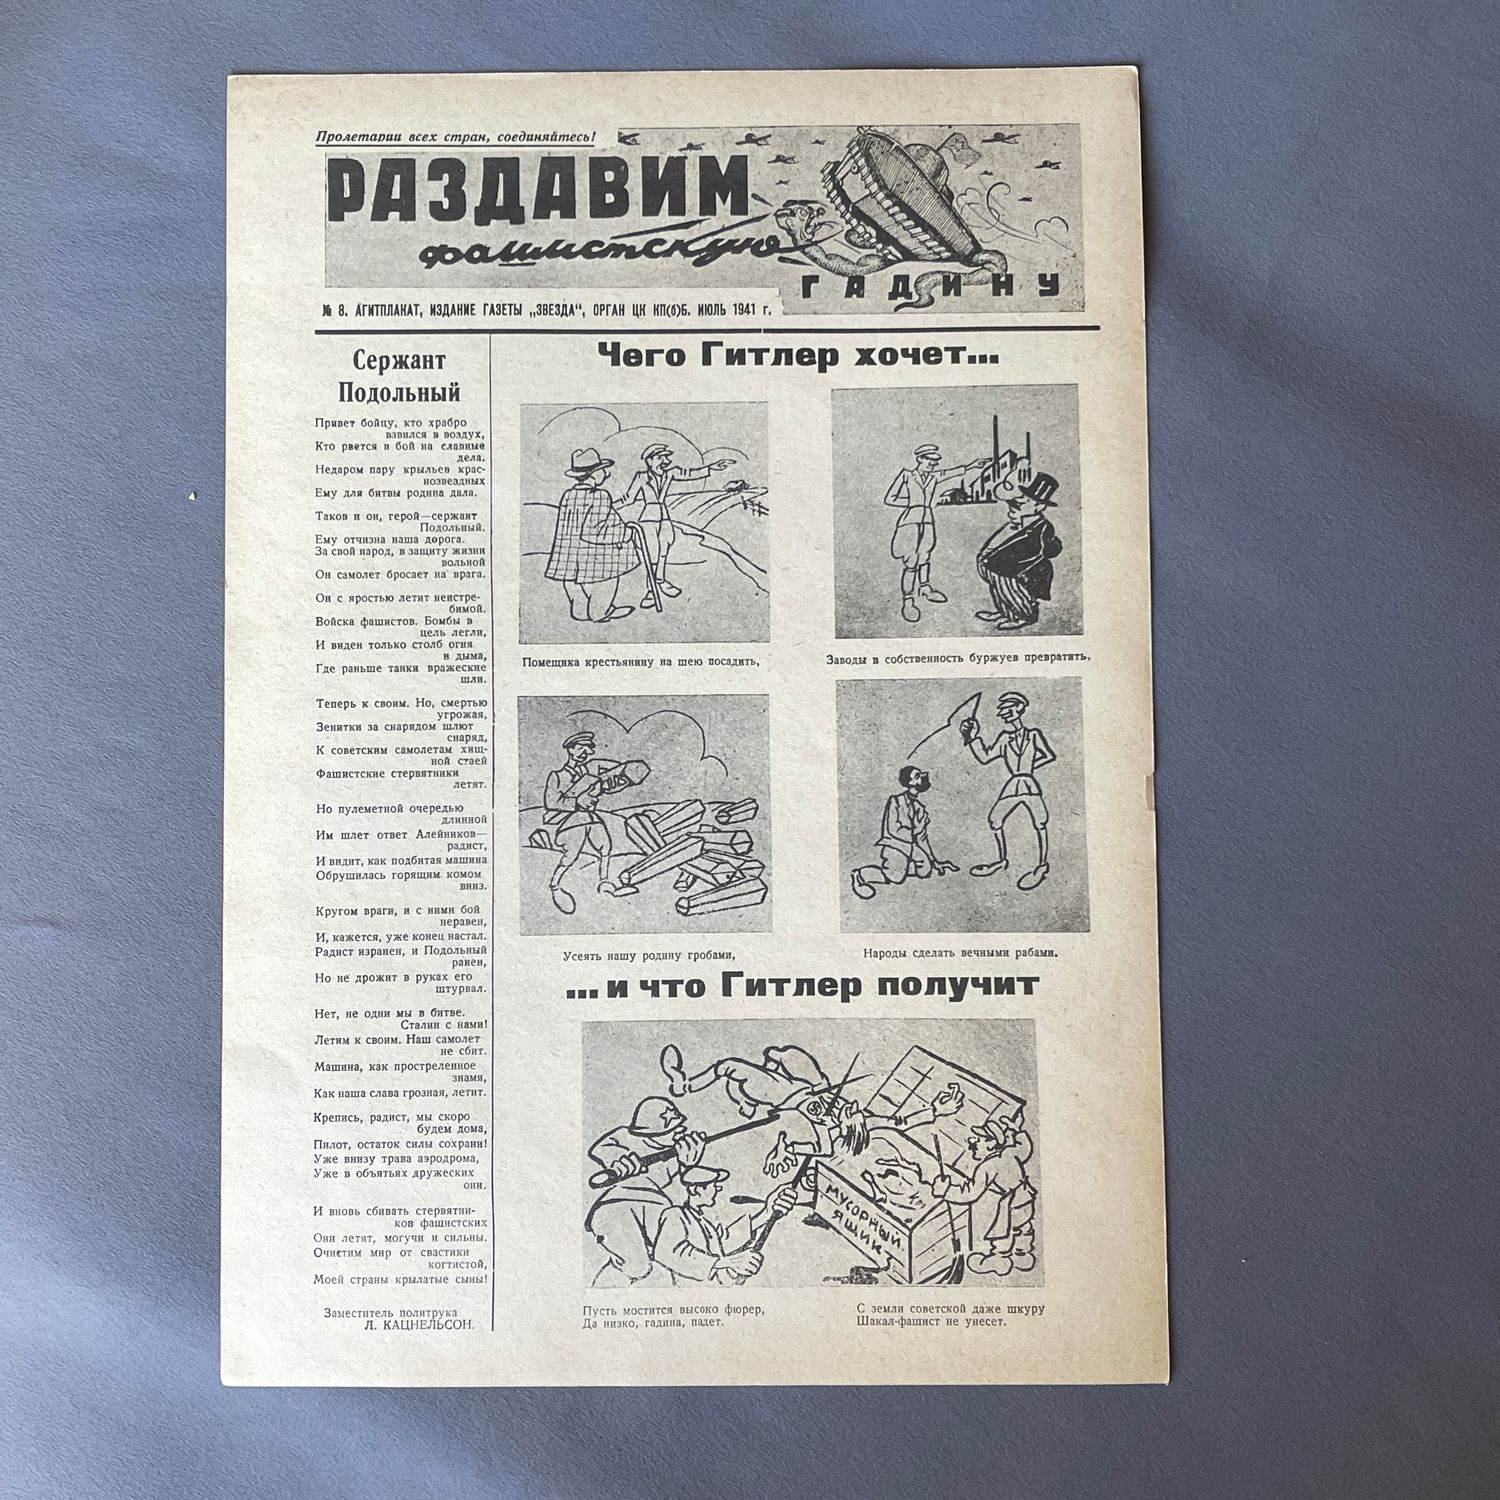 Пролетарии всех стран, соединяйтесь!
РАЗДАВИМ
фашистскую
ГАДИНУ
№ 8. АГИТПЛАКАТ, ИЗДАНИЕ ГАЗЕТЫ „ЗВЕЗДА“, ОРГАН ЦК КП(б)Б. ИЮЛЬ 1941 г.
Сержант
Подольный
Привет бойцу, кто храбро
взвился в воздух,
Кто рвется в бой на славные
дела.
Недаром пару крыльев крас-
нозвездных
Ему для битвы родина дала.
Таков и он, герой—сержант
Подольный.
Ему отчизна наша дорога.
За свой народ, в защиту жизни
вольной
Он самолет бросает на врага.
Он с яростью летит неистре-
бимой.
Войска фашистов. Бомбы в
цель легли,
И виден только столб огня
и дыма,
Где раньше танки вражеские
шли.
Теперь к своим. Но, смертью
угрожая,
Зенитки за снарядом шлют
снаряд,
К советским самолетам хищ-
ной стаей
Фашистские стервятники
летят.
Но пулеметной очередью
длинной
Им шлет ответ Алейников—
радист,
И видит, как подбитая машина
Обрушилась горящим комом
вниз.
Кругом враги, и с ними бой
неравен,
И, кажется, уже конец настал.
Радист изранен, и Подольный
ранен,
Но не дрожит в руках его
штурвал.
Нет, не одни мы в битве.
Сталин с нами!
Летим к своим. Наш самолет
не сбит.
Машина, как простреленное
знамя,
Как наша слава грозная, летит.
Крепись, радист, мы скоро
будем дома,
Пилот, остаток силы сохрани!
Уже внизу трава аэродрома,
Уже в объятьях дружеских
они.
И вновь сбивать стервятни-
ков фашистских
Они летят, могучи и сильны.
Очистим мир от свастики
когтистой,
Моей страны крылатые сыны!
Заместитель политрука
Л. КАЦНЕЛЬСОН.
Чего Гитлер хочет...
Помещика крестьянину на шею посадить,
Заводы в собственность буржуев превратить,
Усеять нашу родину гробами,
Народы сделать вечными рабами.
... и что Гитлер получит
МУСОРНЫЙ
ЯЩИК
Пусть мостится высоко фюрер,
Да низко, гадина, падет.
С земли советской даже шкуру
Шакал-фашист не унесет.